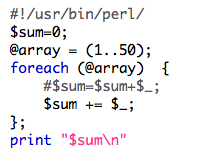 #!/usr/bin/perl/
$sum=0;
@array = (1..50);
foreach (@array)  {
    #$sum=$sum+$_;
    $sum += $_;
};
print "$sum\n"